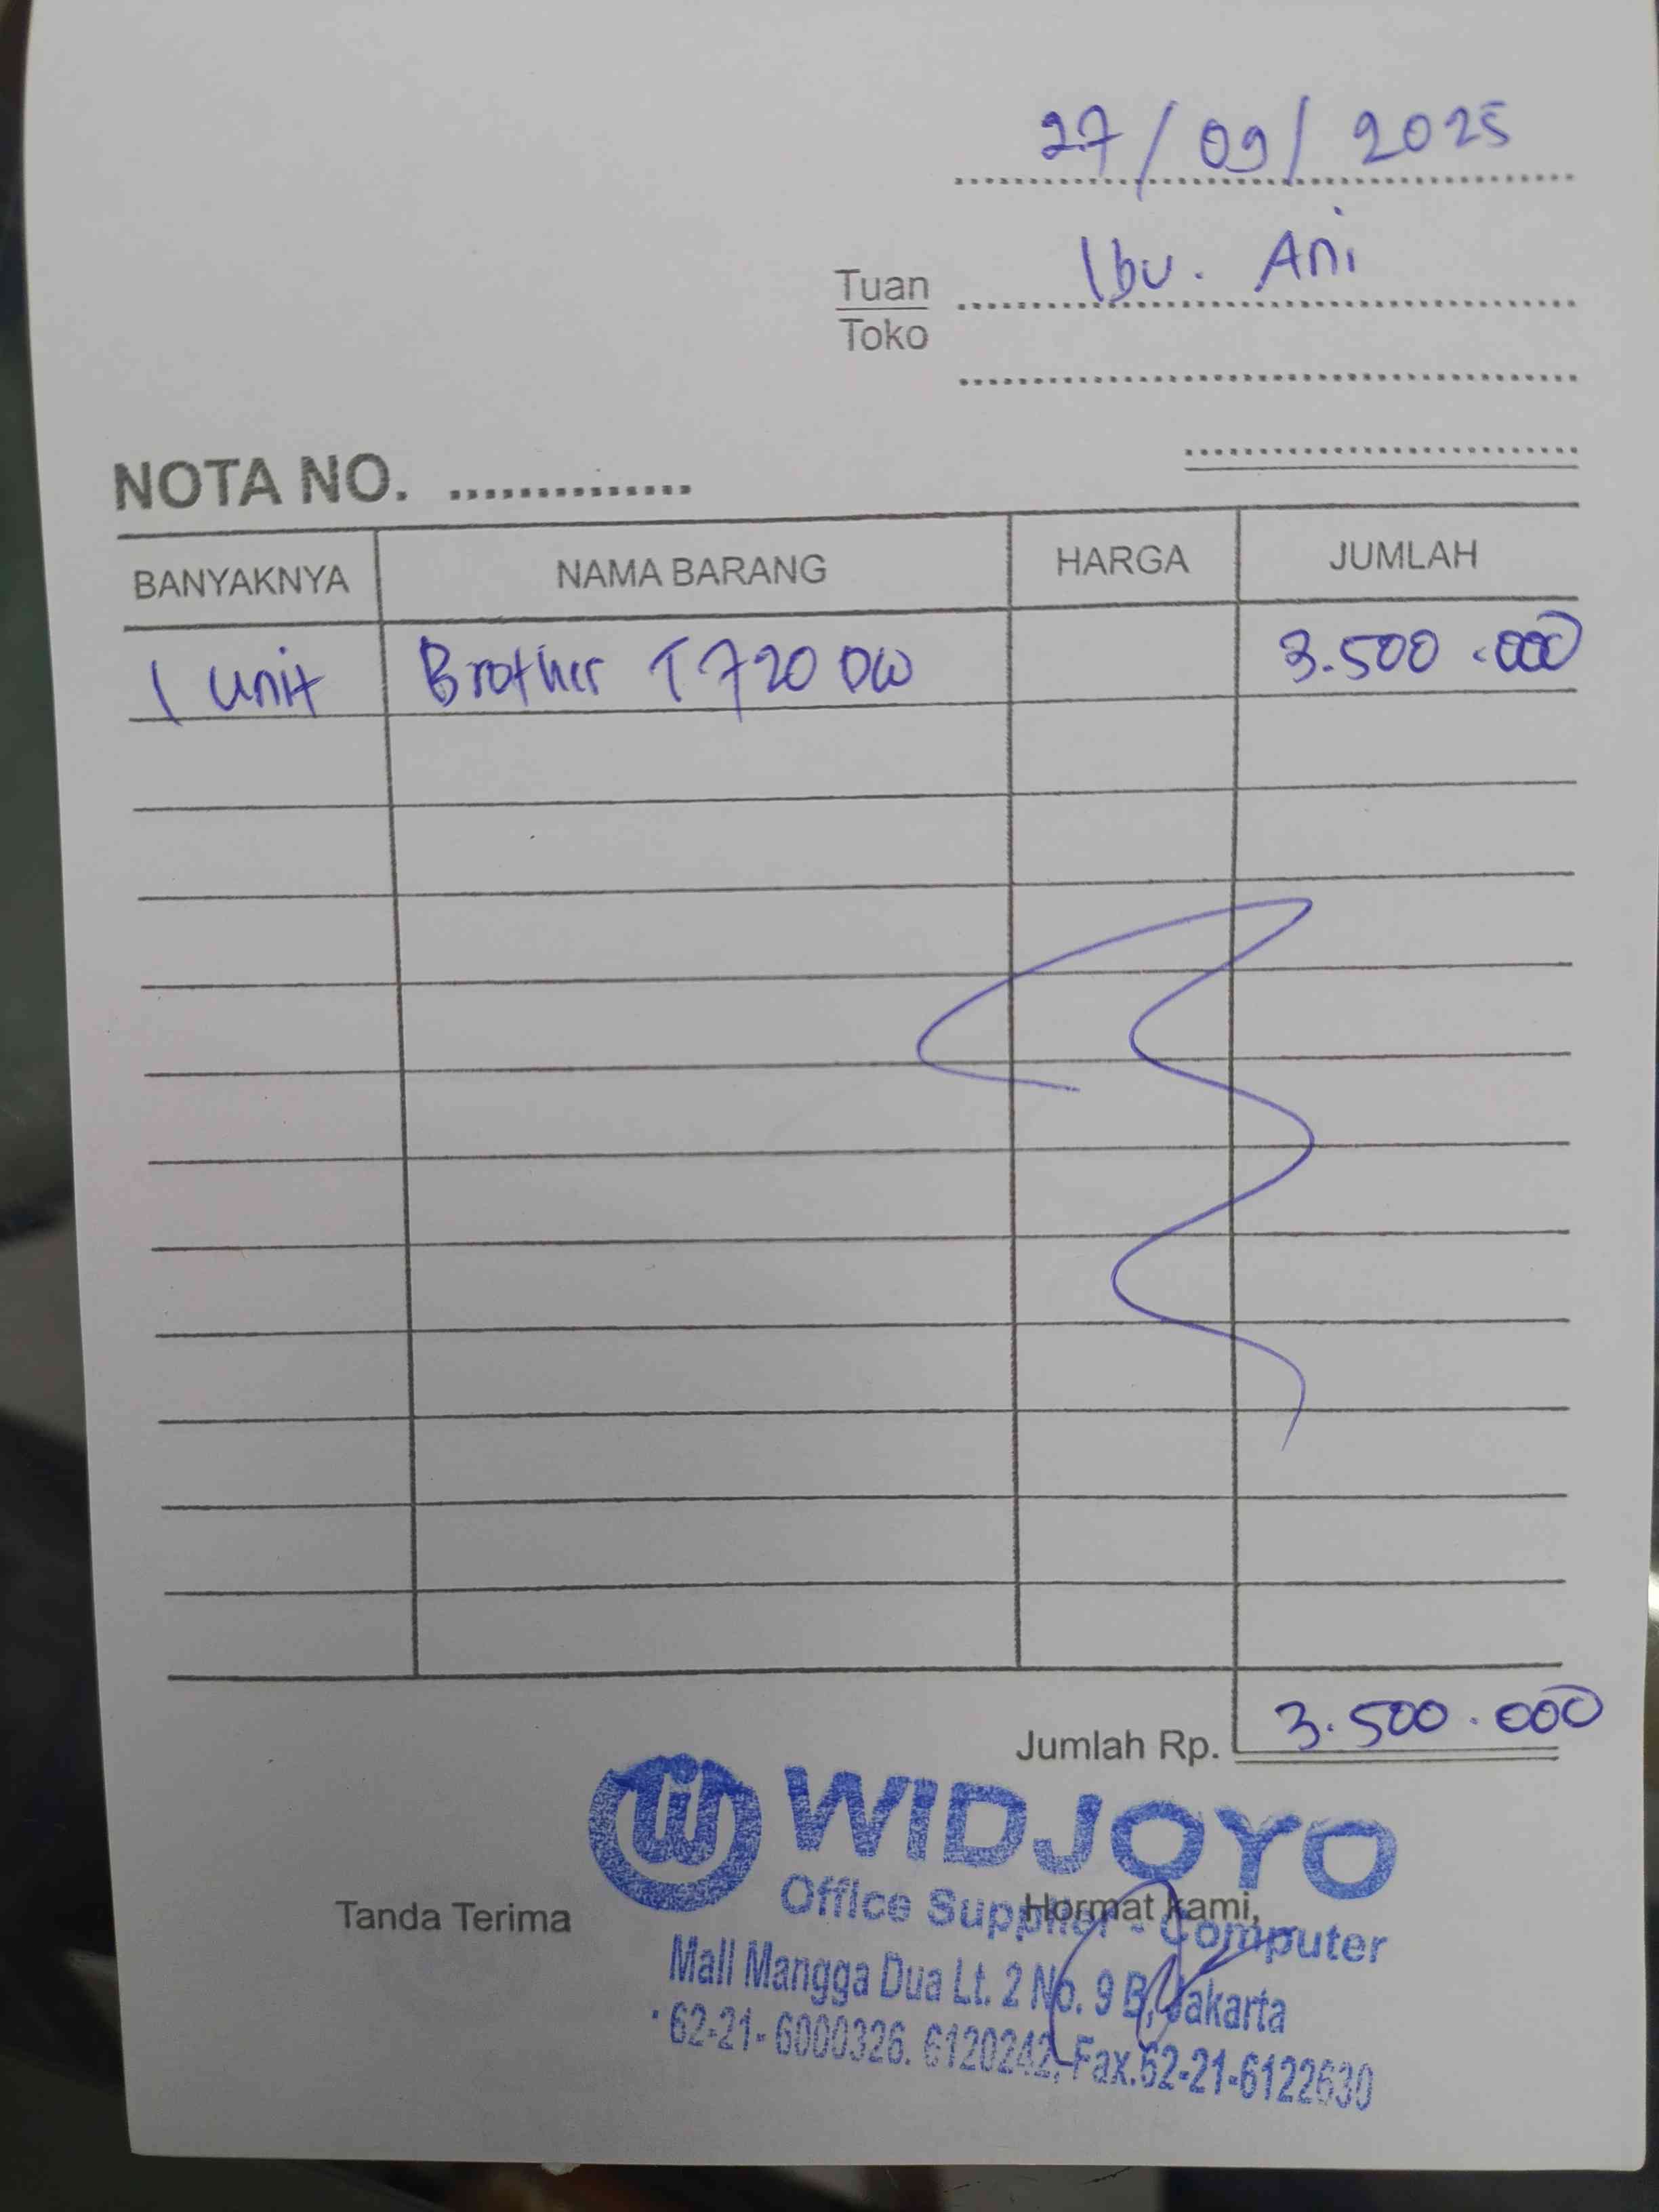 27/09/2025
Tuan Ibu. Ani
Toko
NOTA NO. ..............
BANYAKNYA NAMA BARANG HARGA JUMLAH
1 Unit Brother T720 DW 3.500.000
Jumlah Rp. 3.500.000
WIDJOYO
Tanda Terima Hormat kami,
Office Supplier - Computer
Mall Mangga Dua Lt. 2 No. 9 B, Jakarta
62-21-6000326. 6120242, Fax.62-21-6122630